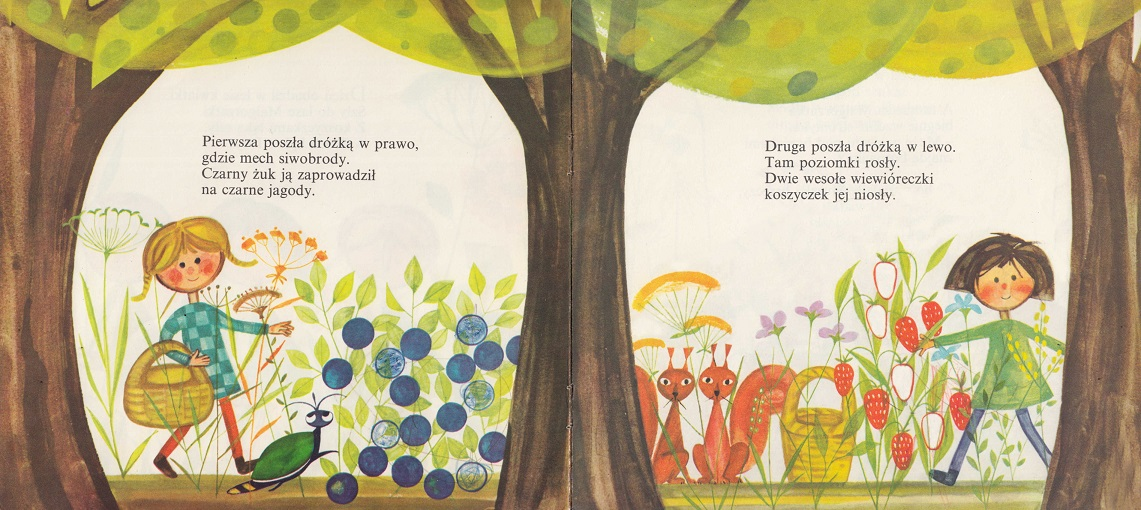 Pierwsza poszła dróżką w prawo,
gdzie mech siwobrody.
Czarny żuk ją zaprowadził
na czarne jagody.
Druga poszła dróżką w lewo.
Tam poziomki rosły.
Dwie wesołe wiewióreczki
koszyczek jej niosły.